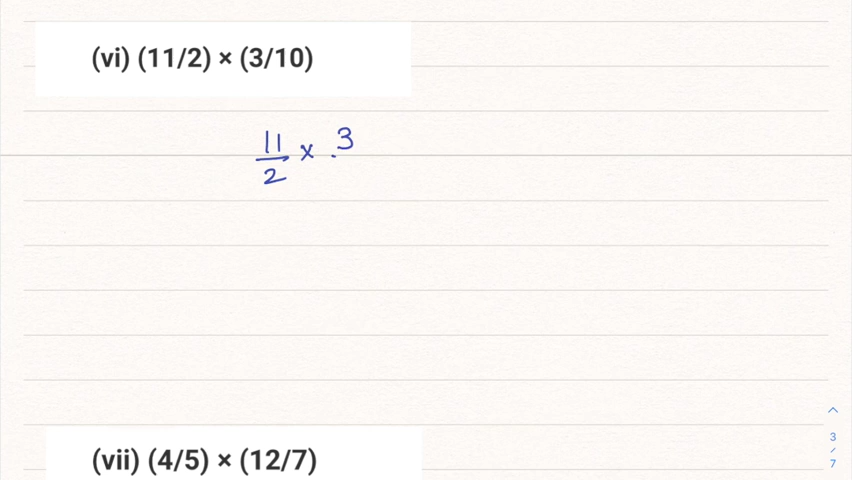 (vi) (11/2) × (3/10)
11/2 × 3
(vii) (4/5) × (12/7)
3
/
7